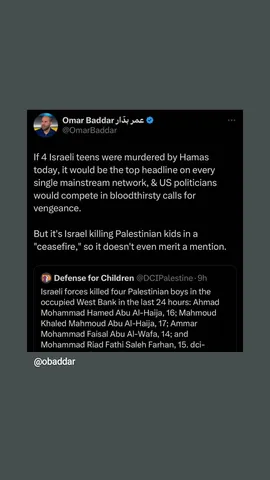 Omar Baddar عمر بدّار
@OmarBaddar
If 4 Israeli teens were murdered by Hamas
today, it would be the top headline on every
single mainstream network, & US politicians
would compete in bloodthirsty calls for
vengeance.
But it's Israel killing Palestinian kids in a
"ceasefire," so it doesn't even merit a mention.
Defense for Children @DCIPalestine · 9h
Israeli forces killed four Palestinian boys in the
occupied West Bank in the last 24 hours: Ahmad
Mohammad Hamed Abu Al-Haija, 16; Mahmoud
Khaled Mahmoud Abu Al-Haija, 17; Ammar
Mohammad Faisal Abu Al-Wafa, 14; and
Mohammad Riad Fathi Saleh Farhan, 15. dci-
@obaddar